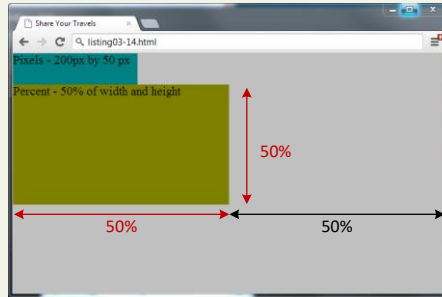 Share Your Travels
listing03-14.html
Pixels - 200px by 50 px
Percent - 50% of width and height
50%
50%
50%